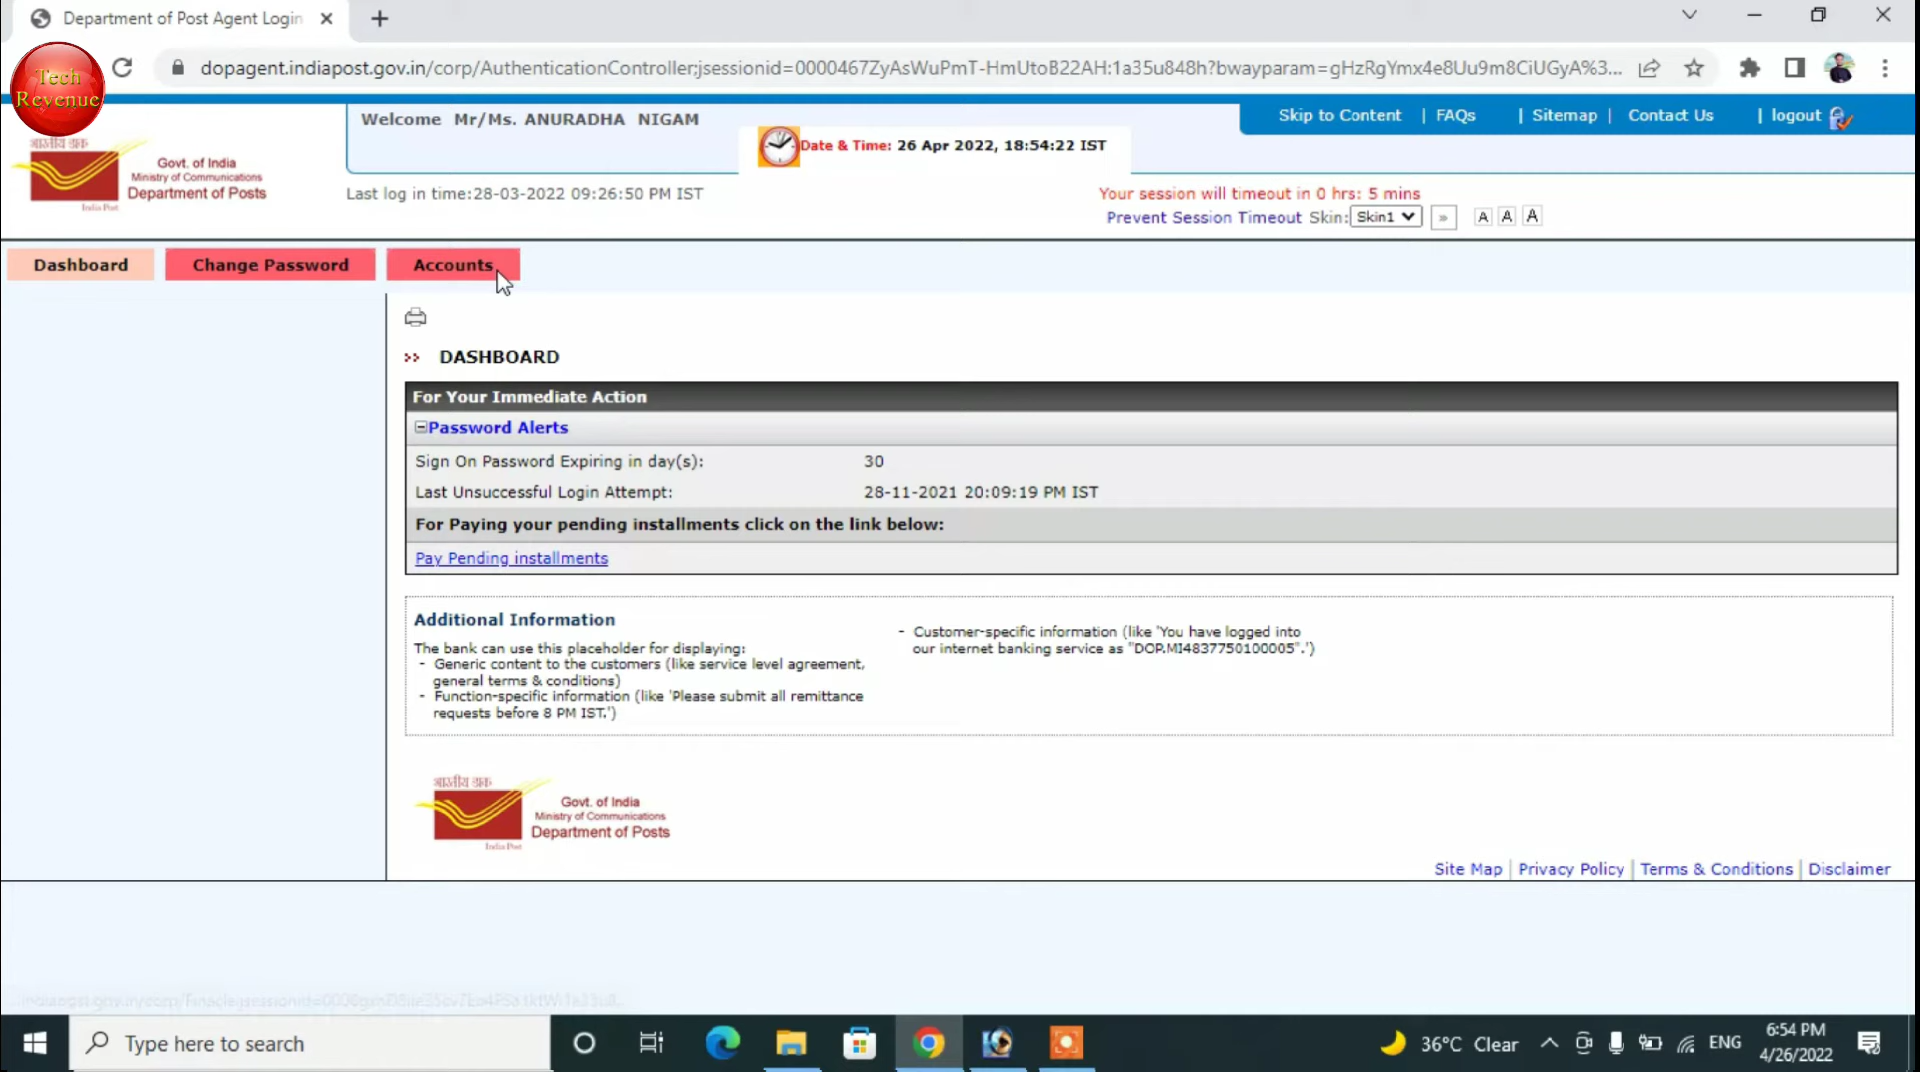 Department of Post Agent Login
Tech
Revenue
dopagent.indiapost.gov.in/corp/AuthenticationController;jsessionid=0000467ZyAsWuPmT-HmUtoB22AH:1a35u848h?bwayparam=gHzRgYmx4e8Uu9m8CiUGyA%3...
Welcome Mr/Ms. ANURADHA NIGAM
Skip to Content | FAQs | Sitemap | Contact Us | logout
Date & Time: 26 Apr 2022, 18:54:22 IST
भारतीय डाक
Govt. of India
Ministry of Communications
Department of Posts
India Post
Last log in time:28-03-2022 09:26:50 PM IST
Your session will timeout in 0 hrs: 5 mins
Prevent Session Timeout Skin: Skin1 » A A A
Dashboard Change Password Accounts
›› DASHBOARD
For Your Immediate Action
Password Alerts
Sign On Password Expiring in day(s): 30
Last Unsuccessful Login Attempt: 28-11-2021 20:09:19 PM IST
For Paying your pending installments click on the link below:
Pay Pending installments
Additional Information
The bank can use this placeholder for displaying:
- Generic content to the customers (like service level agreement,
general terms & conditions)
- Function-specific information (like 'Please submit all remittance
requests before 8 PM IST.')
- Customer-specific information (like 'You have logged into
our internet banking service as "DOP.MI4837750100005".')
भारतीय डाक
Govt. of India
Ministry of Communications
Department of Posts
India Post
Site Map | Privacy Policy | Terms & Conditions | Disclaimer
Type here to search
36°C Clear
ENG
6:54 PM
4/26/2022